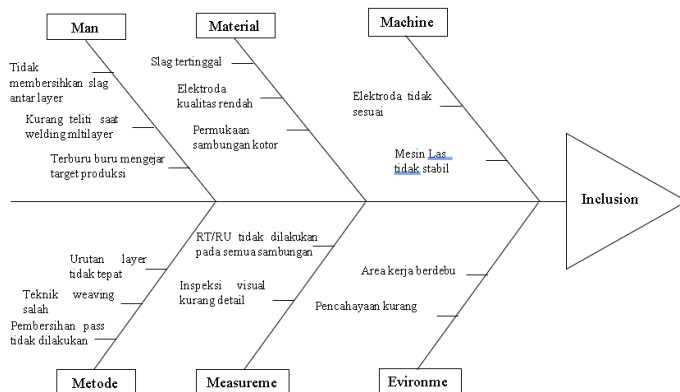 Man
Material
Machine
Tidak
membersihkan slag
antar layer
Kurang teliti saat
welding mltilayer
Terburu buru mengejar
target produksi
Slag tertinggal
Elektroda
kualitas rendah
Permukaan
sambungan kotor
Elektroda tidak
sesuai
Mesin Las
tidak stabil
Inclusion
Urutan layer
tidak tepat
Teknik weaving
salah
Pembersihan pass
tidak dilakukan
RT/RU tidak dilakukan
pada semua sambungan
Inspeksi visual
kurang detail
Area kerja berdebu
Pencahayaan kurang
Metode
Measureme
Evironme